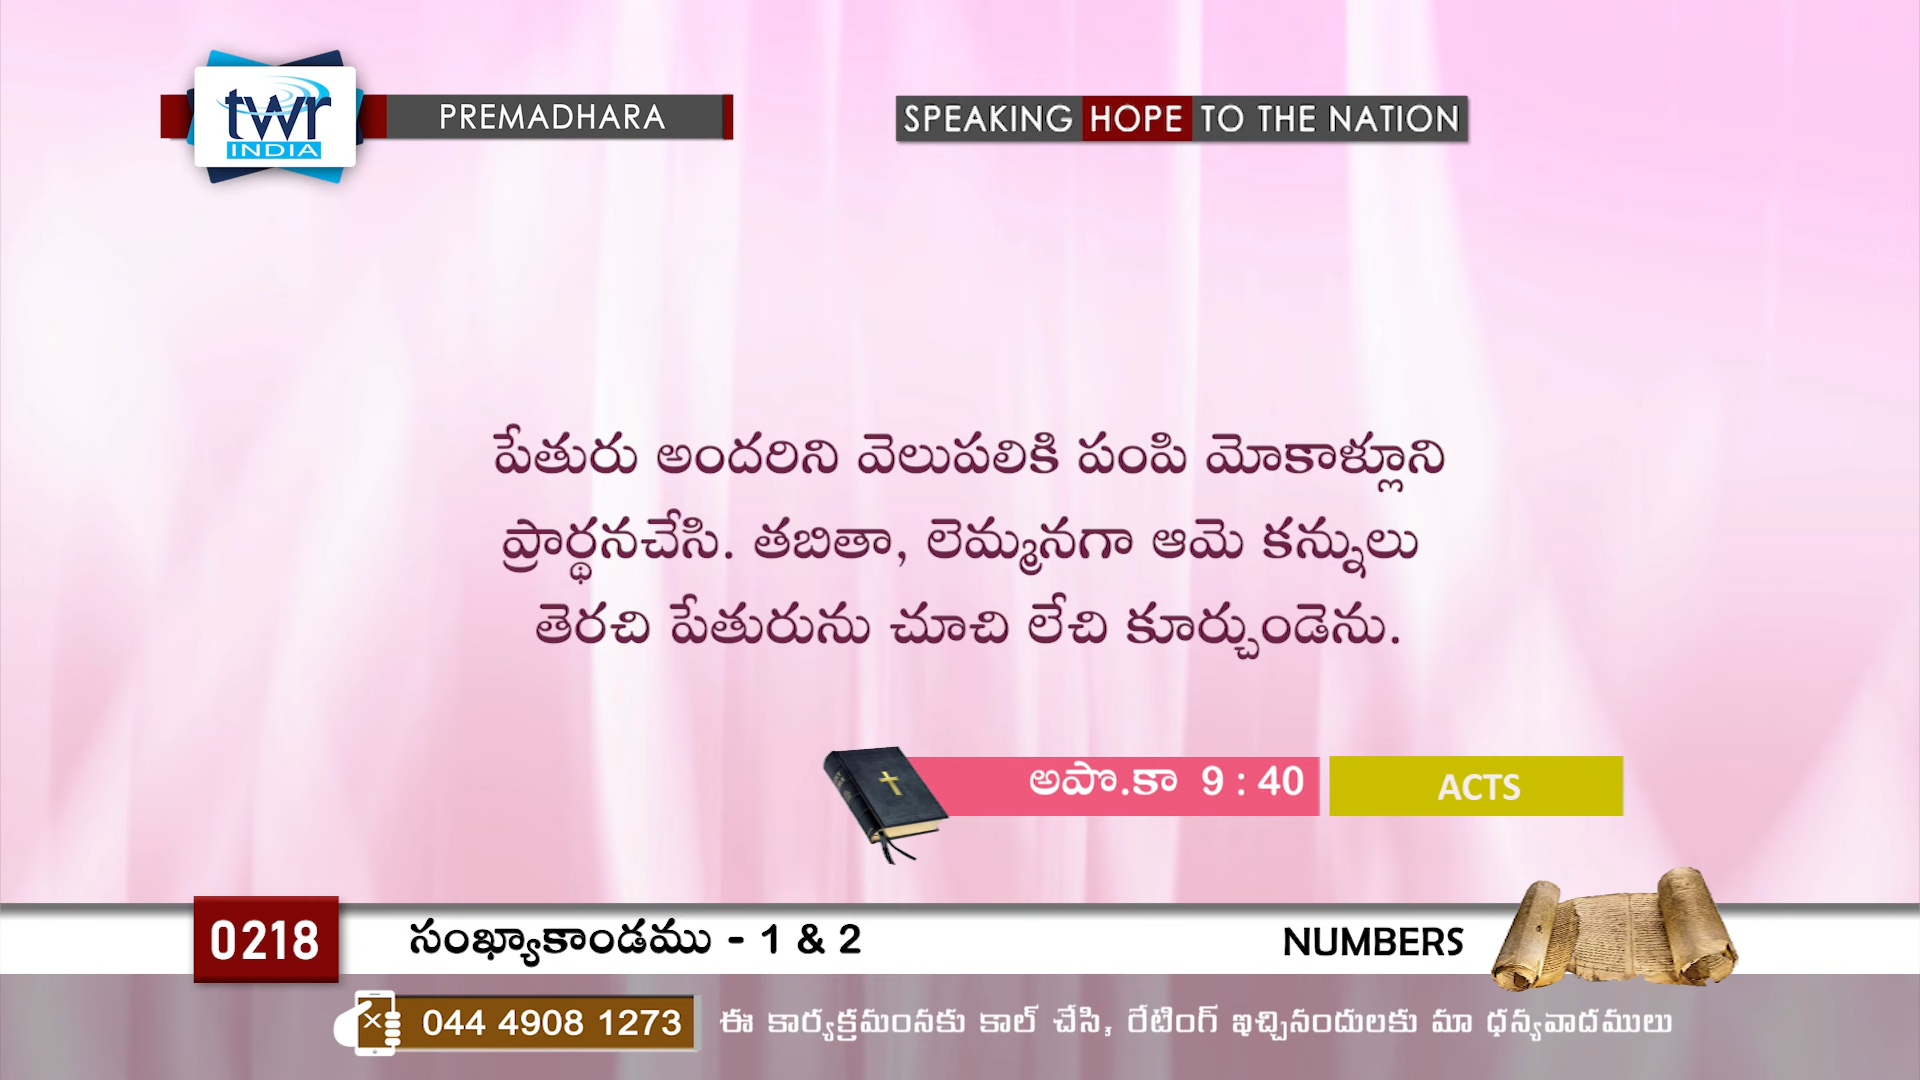 twr
INDIA
PREMADHARA
SPEAKING HOPE TO THE NATION
పేతురు అందరిని వెలుపలికి పంపి మోకాళ్లూని
ప్రార్థనచేసి. తబితా, లెమ్మనగా ఆమె కన్నులు
తెరచి పేతురును చూచి లేచి కూర్చుండెను.
అపొ.కా 9 : 40
ACTS
0218
సంఖ్యాకాండము - 1 & 2
NUMBERS
044 4908 1273
ఈ కార్యక్రమంనకు కాల్ చేసి, రేటింగ్ ఇచ్చినందులకు మా ధన్యవాదములు